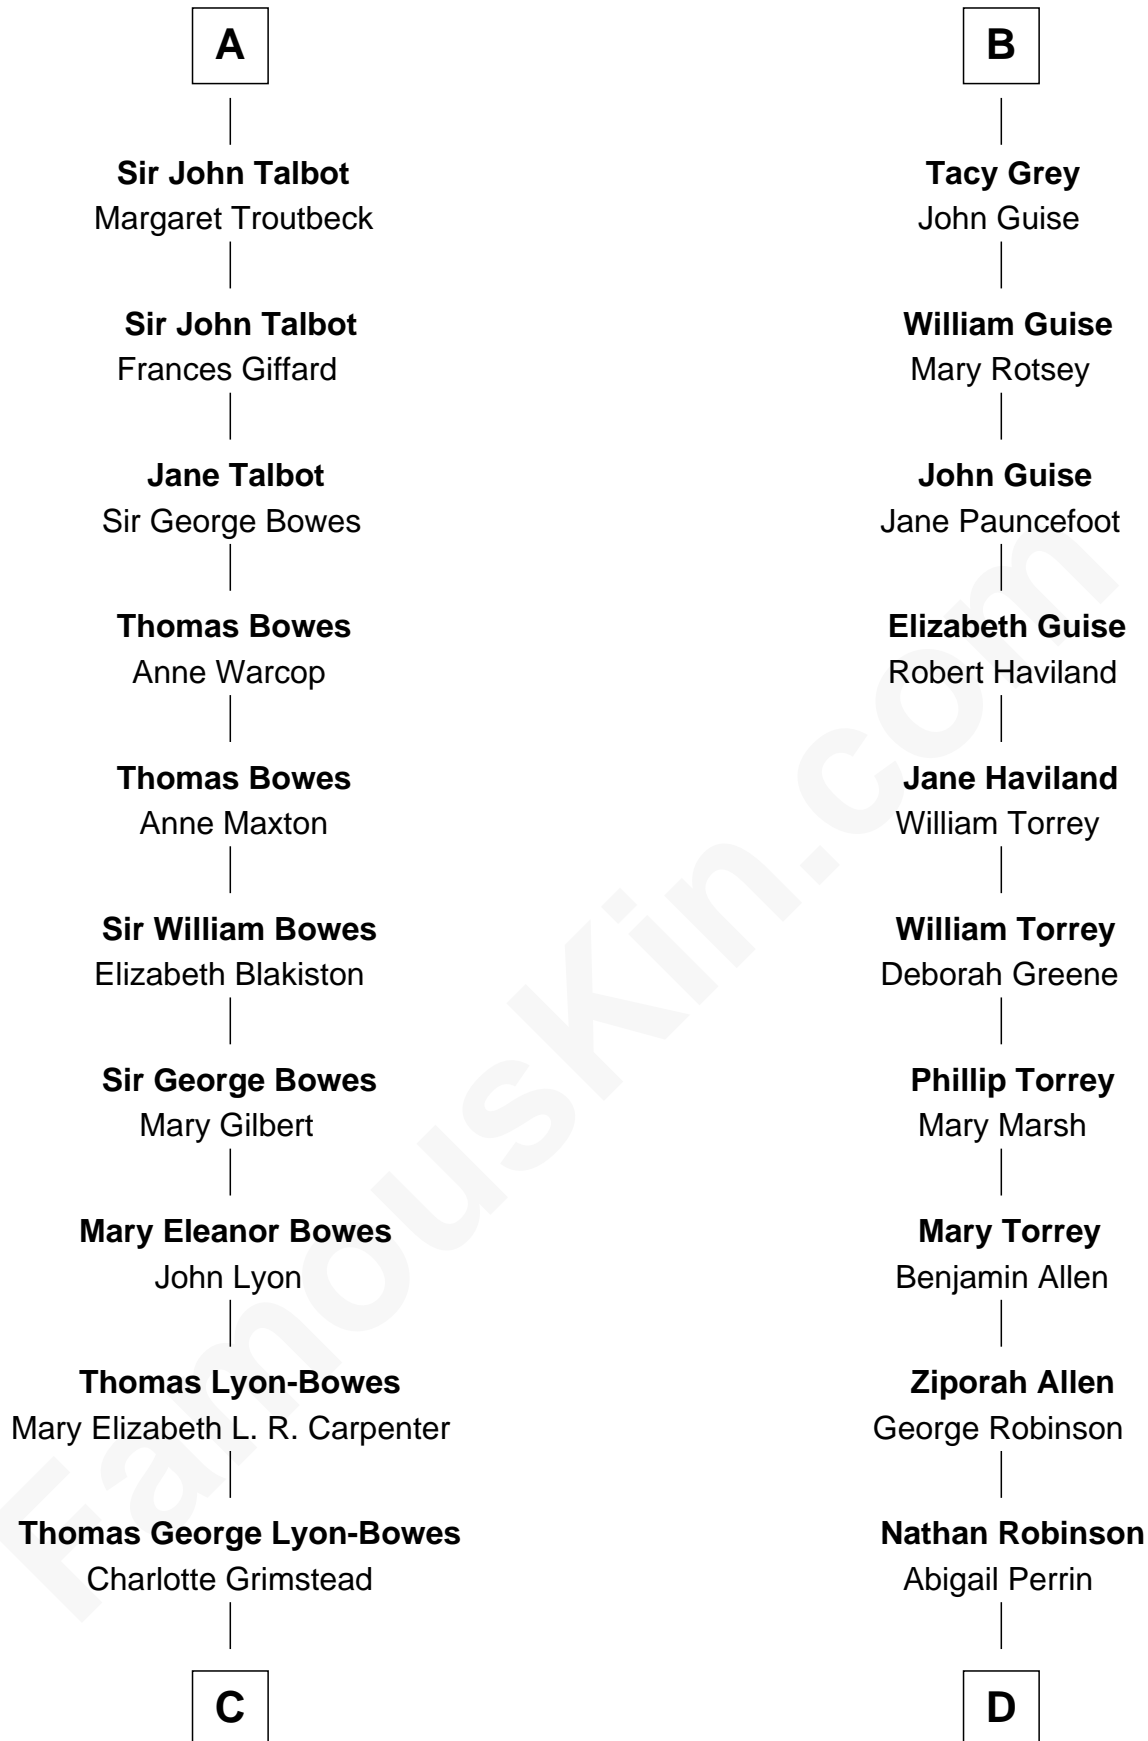 A
Sir John Talbot
Margaret Troutbeck
Sir John Talbot
Frances Giffard
Jane Talbot
Sir George Bowes
Thomas Bowes
Anne Warcop
Thomas Bowes
Anne Maxton
Sir William Bowes
Elizabeth Blakiston
Sir George Bowes
Mary Gilbert
Mary Eleanor Bowes
John Lyon
Thomas Lyon-Bowes
Mary Elizabeth L. R. Carpenter
Thomas George Lyon-Bowes
Charlotte Grimstead
C
B
Tacy Grey
John Guise
William Guise
Mary Rotsey
John Guise
Jane Pauncefoot
Elizabeth Guise
Robert Haviland
Jane Haviland
William Torrey
William Torrey
Deborah Greene
Phillip Torrey
Mary Marsh
Mary Torrey
Benjamin Allen
Ziporah Allen
George Robinson
Nathan Robinson
Abigail Perrin
D
FamousKin.com